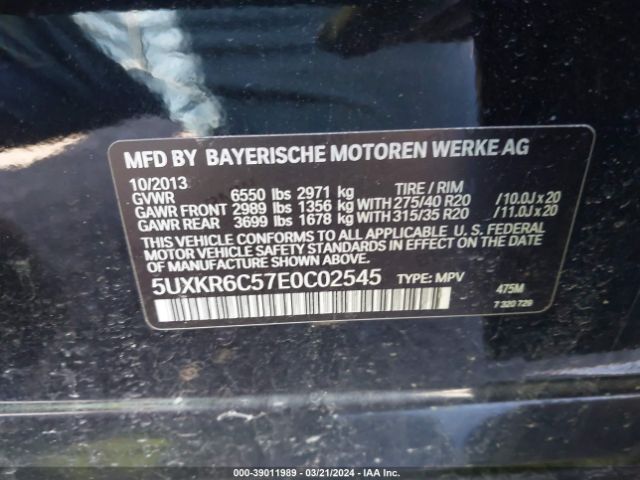 MFD BY BAYERISCHE MOTOREN WERKE AG
10/2013 TIRE / RIM
GVWR 6550 lbs 2971 kg
GAWR FRONT 2989 lbs 1356 kg WITH 275/40 R20 /10.0J x 20
GAWR REAR 3699 lbs 1678 kg WITH 315/35 R20 /11.0J x 20
THIS VEHICLE CONFORMS TO ALL APPLICABLE U.S. FEDERAL
MOTOR VEHICLE SAFETY STANDARDS IN EFFECT ON THE
DATE OF MANUFACTURE SHOWN ABOVE.
5UXKR6C57E0C02545 TYPE: MPV 475M
7 320 729
000-39011989 - 03/21/2024 - IAA Inc.